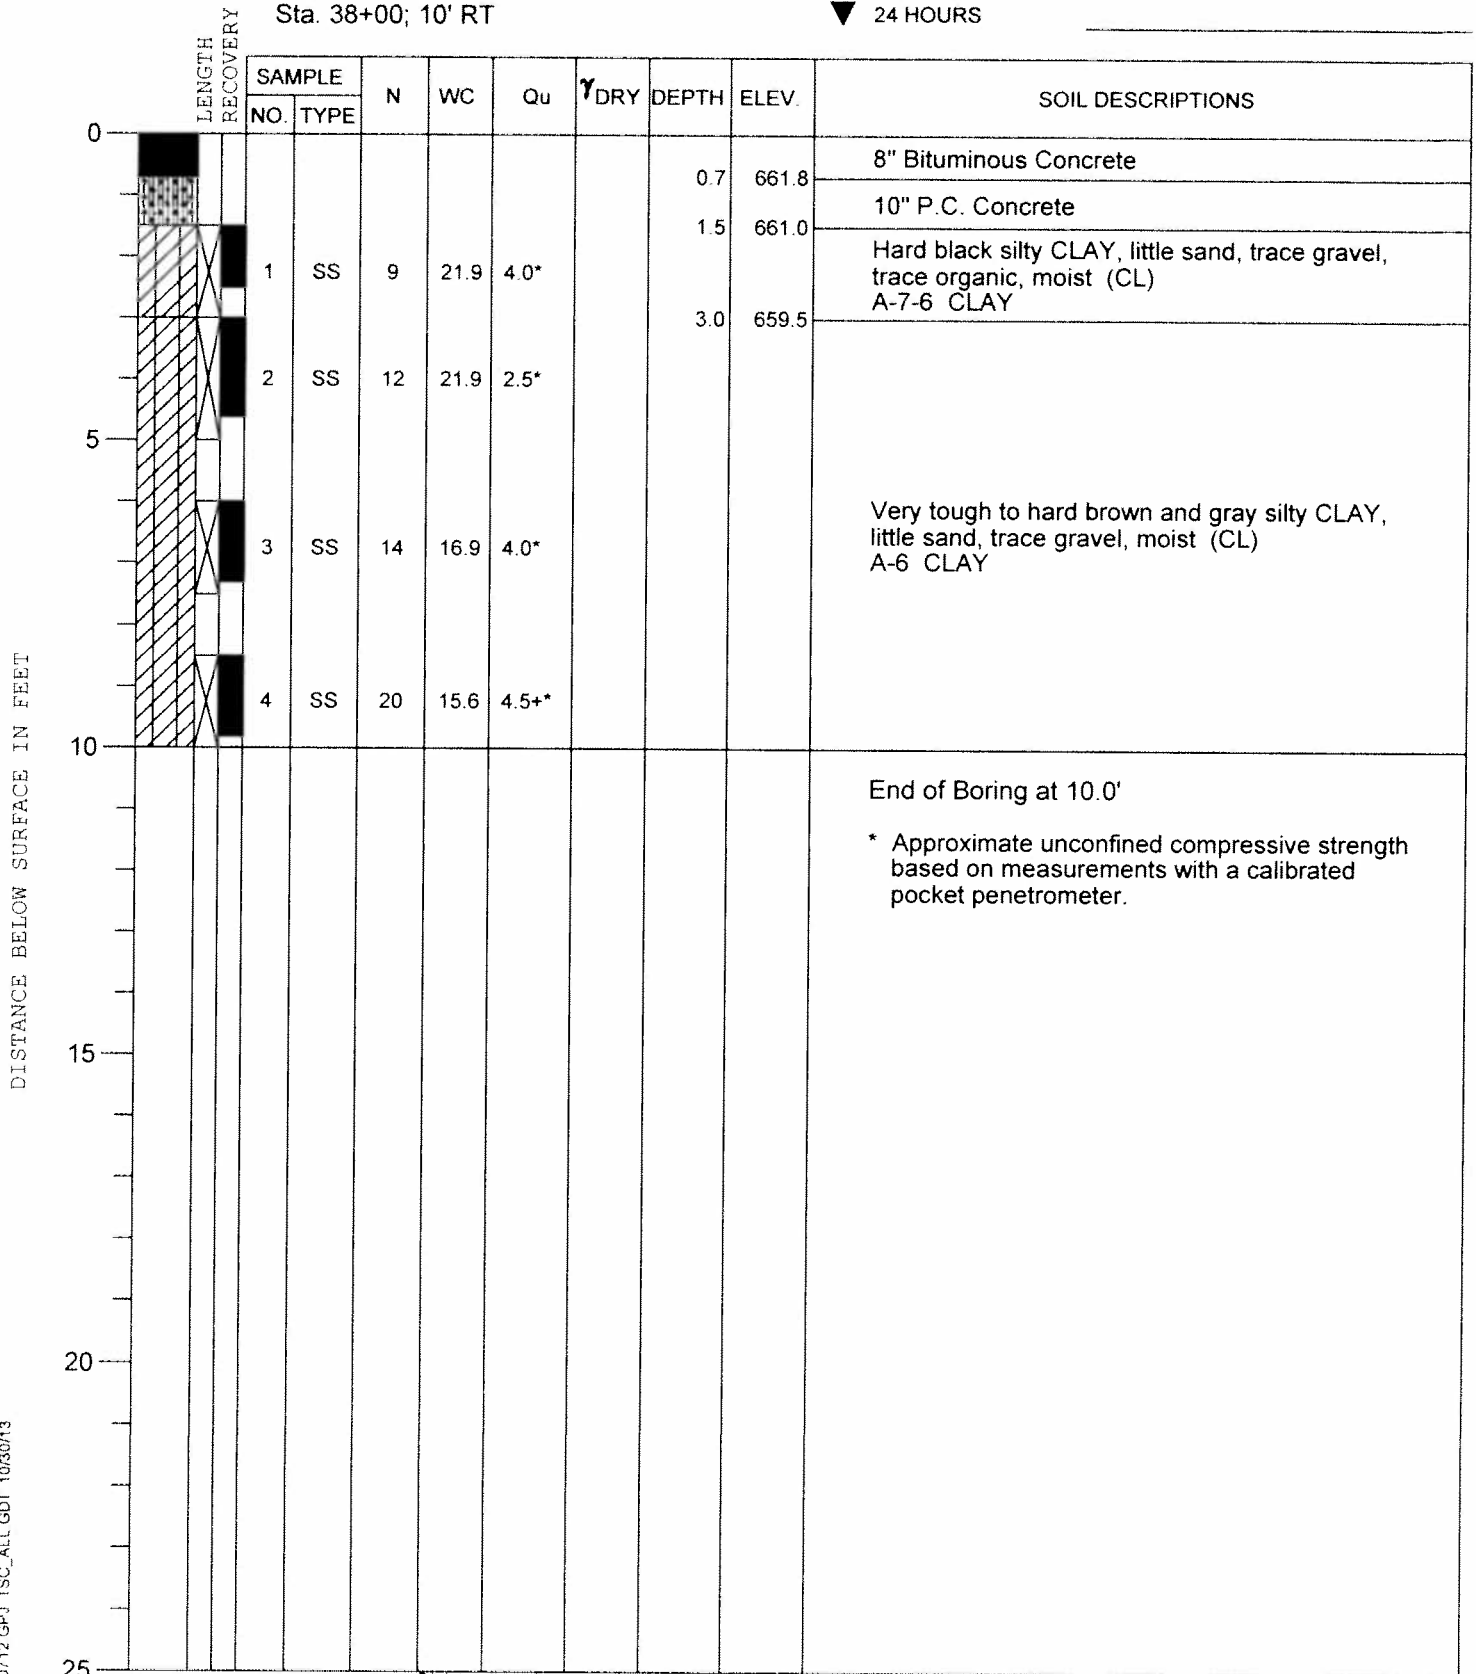 Sta. 38+00; 10' RT
▼ 24 HOURS
LENGTH
RECOVERY
SAMPLE
NO. TYPE N WC Qu γDRY DEPTH ELEV. SOIL DESCRIPTIONS
0
8" Bituminous Concrete
0.7 661.8
10" P.C. Concrete
1.5 661.0
Hard black silty CLAY, little sand, trace gravel,
1 SS 9 21.9 4.0*
trace organic, moist (CL)
A-7-6 CLAY
3.0 659.5
2 SS 12 21.9 2.5*
5
Very tough to hard brown and gray silty CLAY,
3 SS 14 16.9 4.0*
little sand, trace gravel, moist (CL)
A-6 CLAY
4 SS 20 15.6 4.5+*
10
End of Boring at 10.0'
* Approximate unconfined compressive strength
based on measurements with a calibrated
pocket penetrometer.
15
20
25
DISTANCE BELOW SURFACE IN FEET
GPJ TSC_ALL.GDT 10/30/13